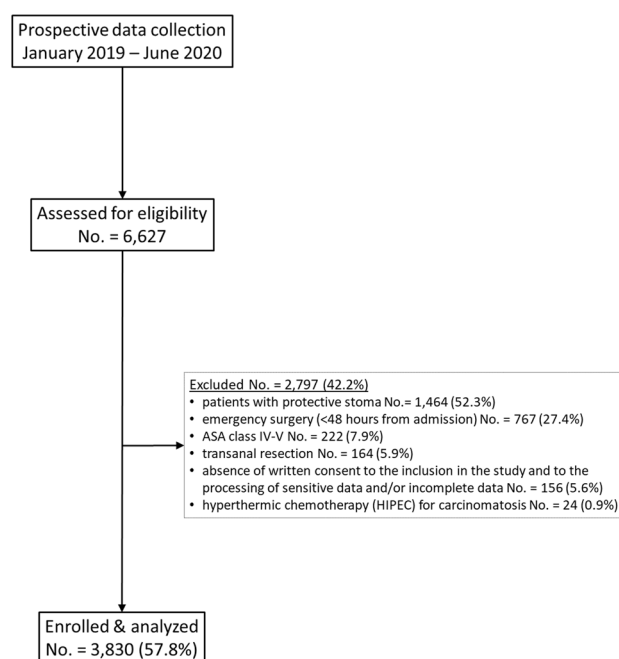 Prospective data collection
January 2019 – June 2020
Assessed for eligibility
No. = 6,627
Excluded No. = 2,797 (42.2%)
• patients with protective stoma No.= 1,464 (52.3%)
• emergency surgery (<48 hours from admission) No. = 767 (27.4%)
• ASA class IV-V No. = 222 (7.9%)
• transanal resection No. = 164 (5.9%)
• absence of written consent to the inclusion in the study and to the
processing of sensitive data and/or incomplete data No. = 156 (5.6%)
• hyperthermic chemotherapy (HIPEC) for carcinomatosis No. = 24 (0.9%)
Enrolled & analyzed
No. = 3,830 (57.8%)